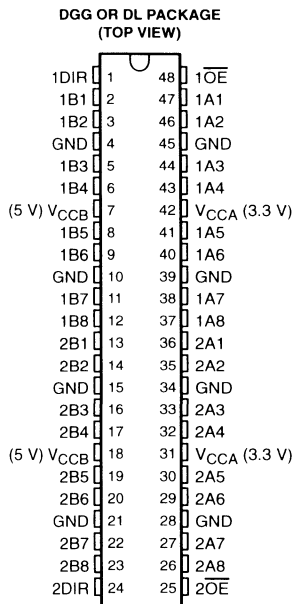 DGG OR DL PACKAGE
(TOP VIEW)
1DIR 1 48 1O̅E̅
1B1 2 47 1A1
1B2 3 46 1A2
GND 4 45 GND
1B3 5 44 1A3
1B4 6 43 1A4
(5 V) VCCB 7 42 VCCA (3.3 V)
1B5 8 41 1A5
1B6 9 40 1A6
GND 10 39 GND
1B7 11 38 1A7
1B8 12 37 1A8
2B1 13 36 2A1
2B2 14 35 2A2
GND 15 34 GND
2B3 16 33 2A3
2B4 17 32 2A4
(5 V) VCCB 18 31 VCCA (3.3 V)
2B5 19 30 2A5
2B6 20 29 2A6
GND 21 28 GND
2B7 22 27 2A7
2B8 23 26 2A8
2DIR 24 25 2O̅E̅